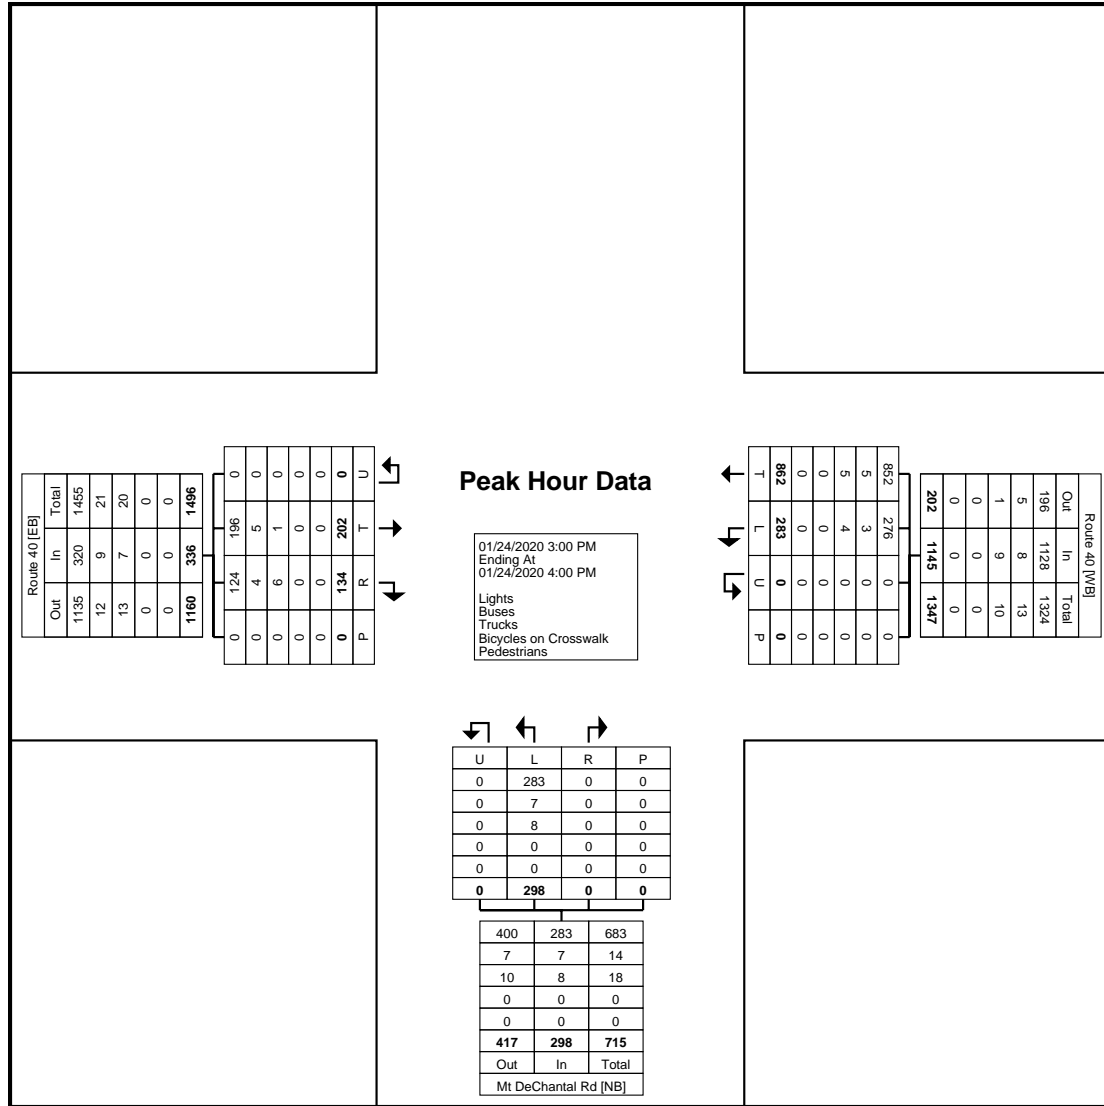 Peak Hour Data
01/24/2020 3:00 PM
Ending At
01/24/2020 4:00 PM
Lights
Buses
Trucks
Bicycles on Crosswalk
Pedestrians
Route 40 [EB]
Out In Total
1135 320 1455
12 9 21
13 7 20
0 0 0
0 0 0
1160 336 1496
U T R P
0 202 134 0
0 0 0 0
0 0 0 0
0 1 6 0
0 5 4 0
0 196 124 0
852 276 0 0
5 3 0 0
5 4 0 0
0 0 0 0
0 0 0 0
862 283 0 0
T L U P
Route 40 [WB]
Out In Total
196 1128 1324
5 8 13
1 9 10
0 0 0
0 0 0
202 1145 1347
U L R P
0 283 0 0
0 7 0 0
0 8 0 0
0 0 0 0
0 0 0 0
0 298 0 0
400 283 683
7 7 14
10 8 18
0 0 0
0 0 0
417 298 715
Out In Total
Mt DeChantal Rd [NB]